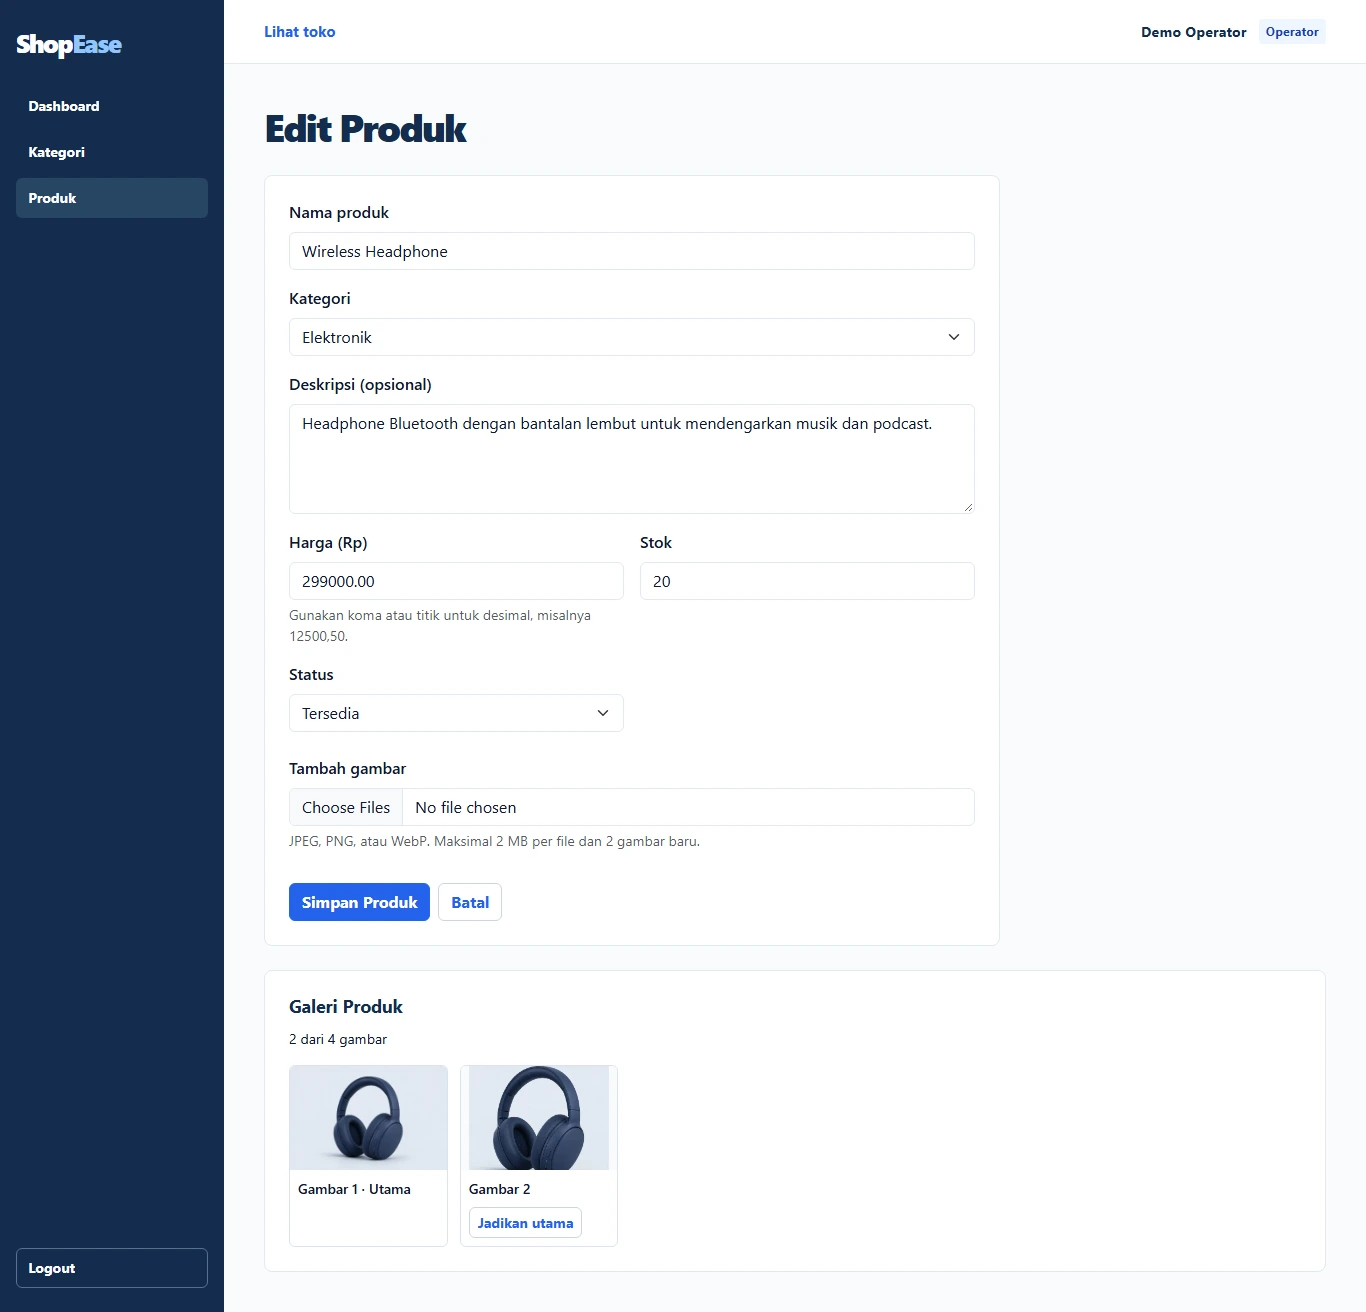 ShopEase
Dashboard
Kategori
Produk
Logout
Lihat toko
Demo Operator
Operator
Edit Produk
Nama produk
Wireless Headphone
Kategori
Elektronik
Deskripsi (opsional)
Headphone Bluetooth dengan bantalan lembut untuk mendengarkan musik dan podcast.
Harga (Rp)
299000.00
Gunakan koma atau titik untuk desimal, misalnya
12500,50.
Stok
20
Status
Tersedia
Tambah gambar
Choose Files
No file chosen
JPEG, PNG, atau WebP. Maksimal 2 MB per file dan 2 gambar baru.
Simpan Produk
Batal
Galeri Produk
2 dari 4 gambar
Gambar 1 · Utama
Gambar 2
Jadikan utama